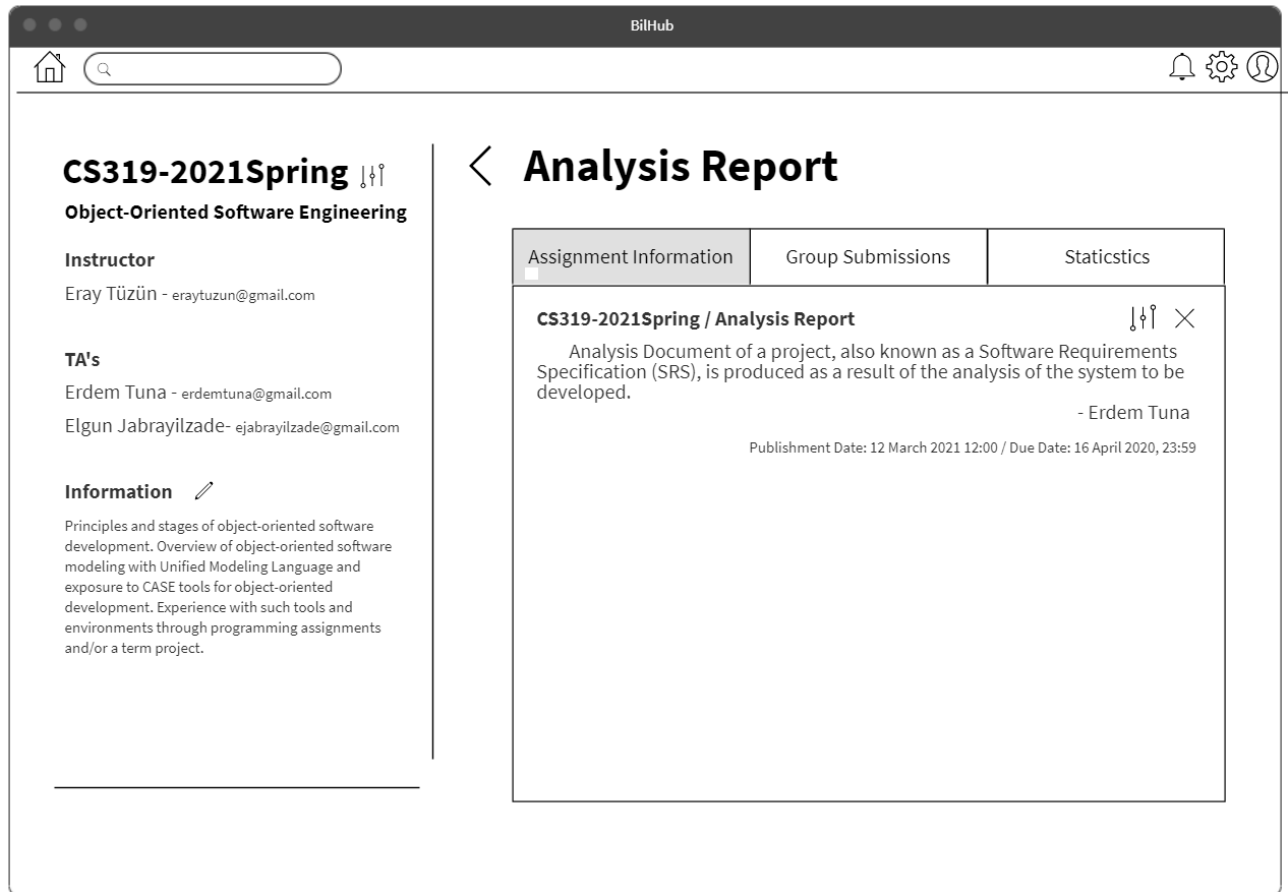 BilHub
CS319-2021Spring
Object-Oriented Software Engineering
Instructor
Eray Tüzün - eraytuzun@gmail.com
TA's
Erdem Tuna - erdemtuna@gmail.com
Elgun Jabrayilzade- ejabrayilzade@gmail.com
Information
Principles and stages of object-oriented software
development. Overview of object-oriented software
modeling with Unified Modeling Language and
exposure to CASE tools for object-oriented
development. Experience with such tools and
environments through programming assignments
and/or a term project.
Analysis Report
Assignment Information
Group Submissions
Staticstics
CS319-2021Spring / Analysis Report
Analysis Document of a project, also known as a Software Requirements
Specification (SRS), is produced as a result of the analysis of the system to be
developed.
- Erdem Tuna
Publishment Date: 12 March 2021 12:00 / Due Date: 16 April 2020, 23:59